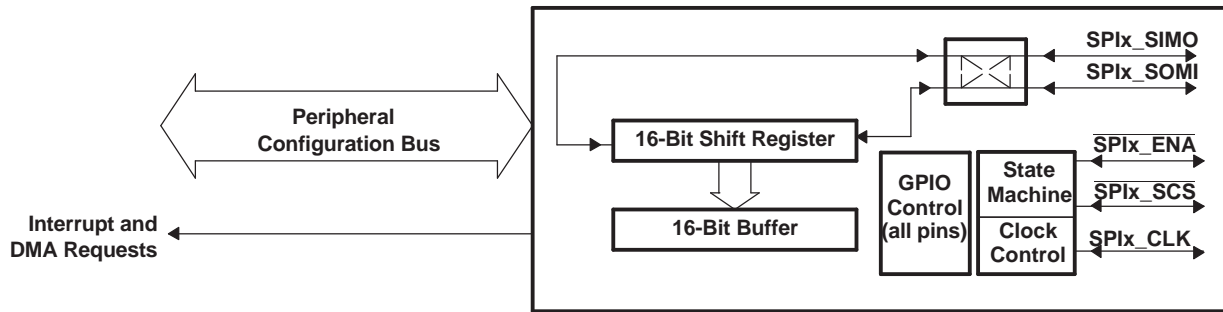 SPIx_SIMO
SPIx_SOMI
Peripheral
Configuration Bus
16-Bit Shift Register
16-Bit Buffer
Interrupt and
DMA Requests
GPIO
Control
(all pins)
State
Machine
Clock
Control
SPIx_ENA
SPIx_SCS
SPIx_CLK